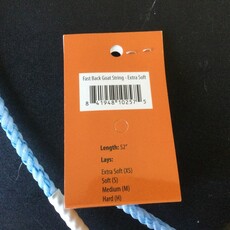 Fast Back Goat String - Extra Soft
8 41948 10257 5
Length: 52"
Lays:
Extra Soft (XS)
Soft (S)
Medium (M)
Hard (H)